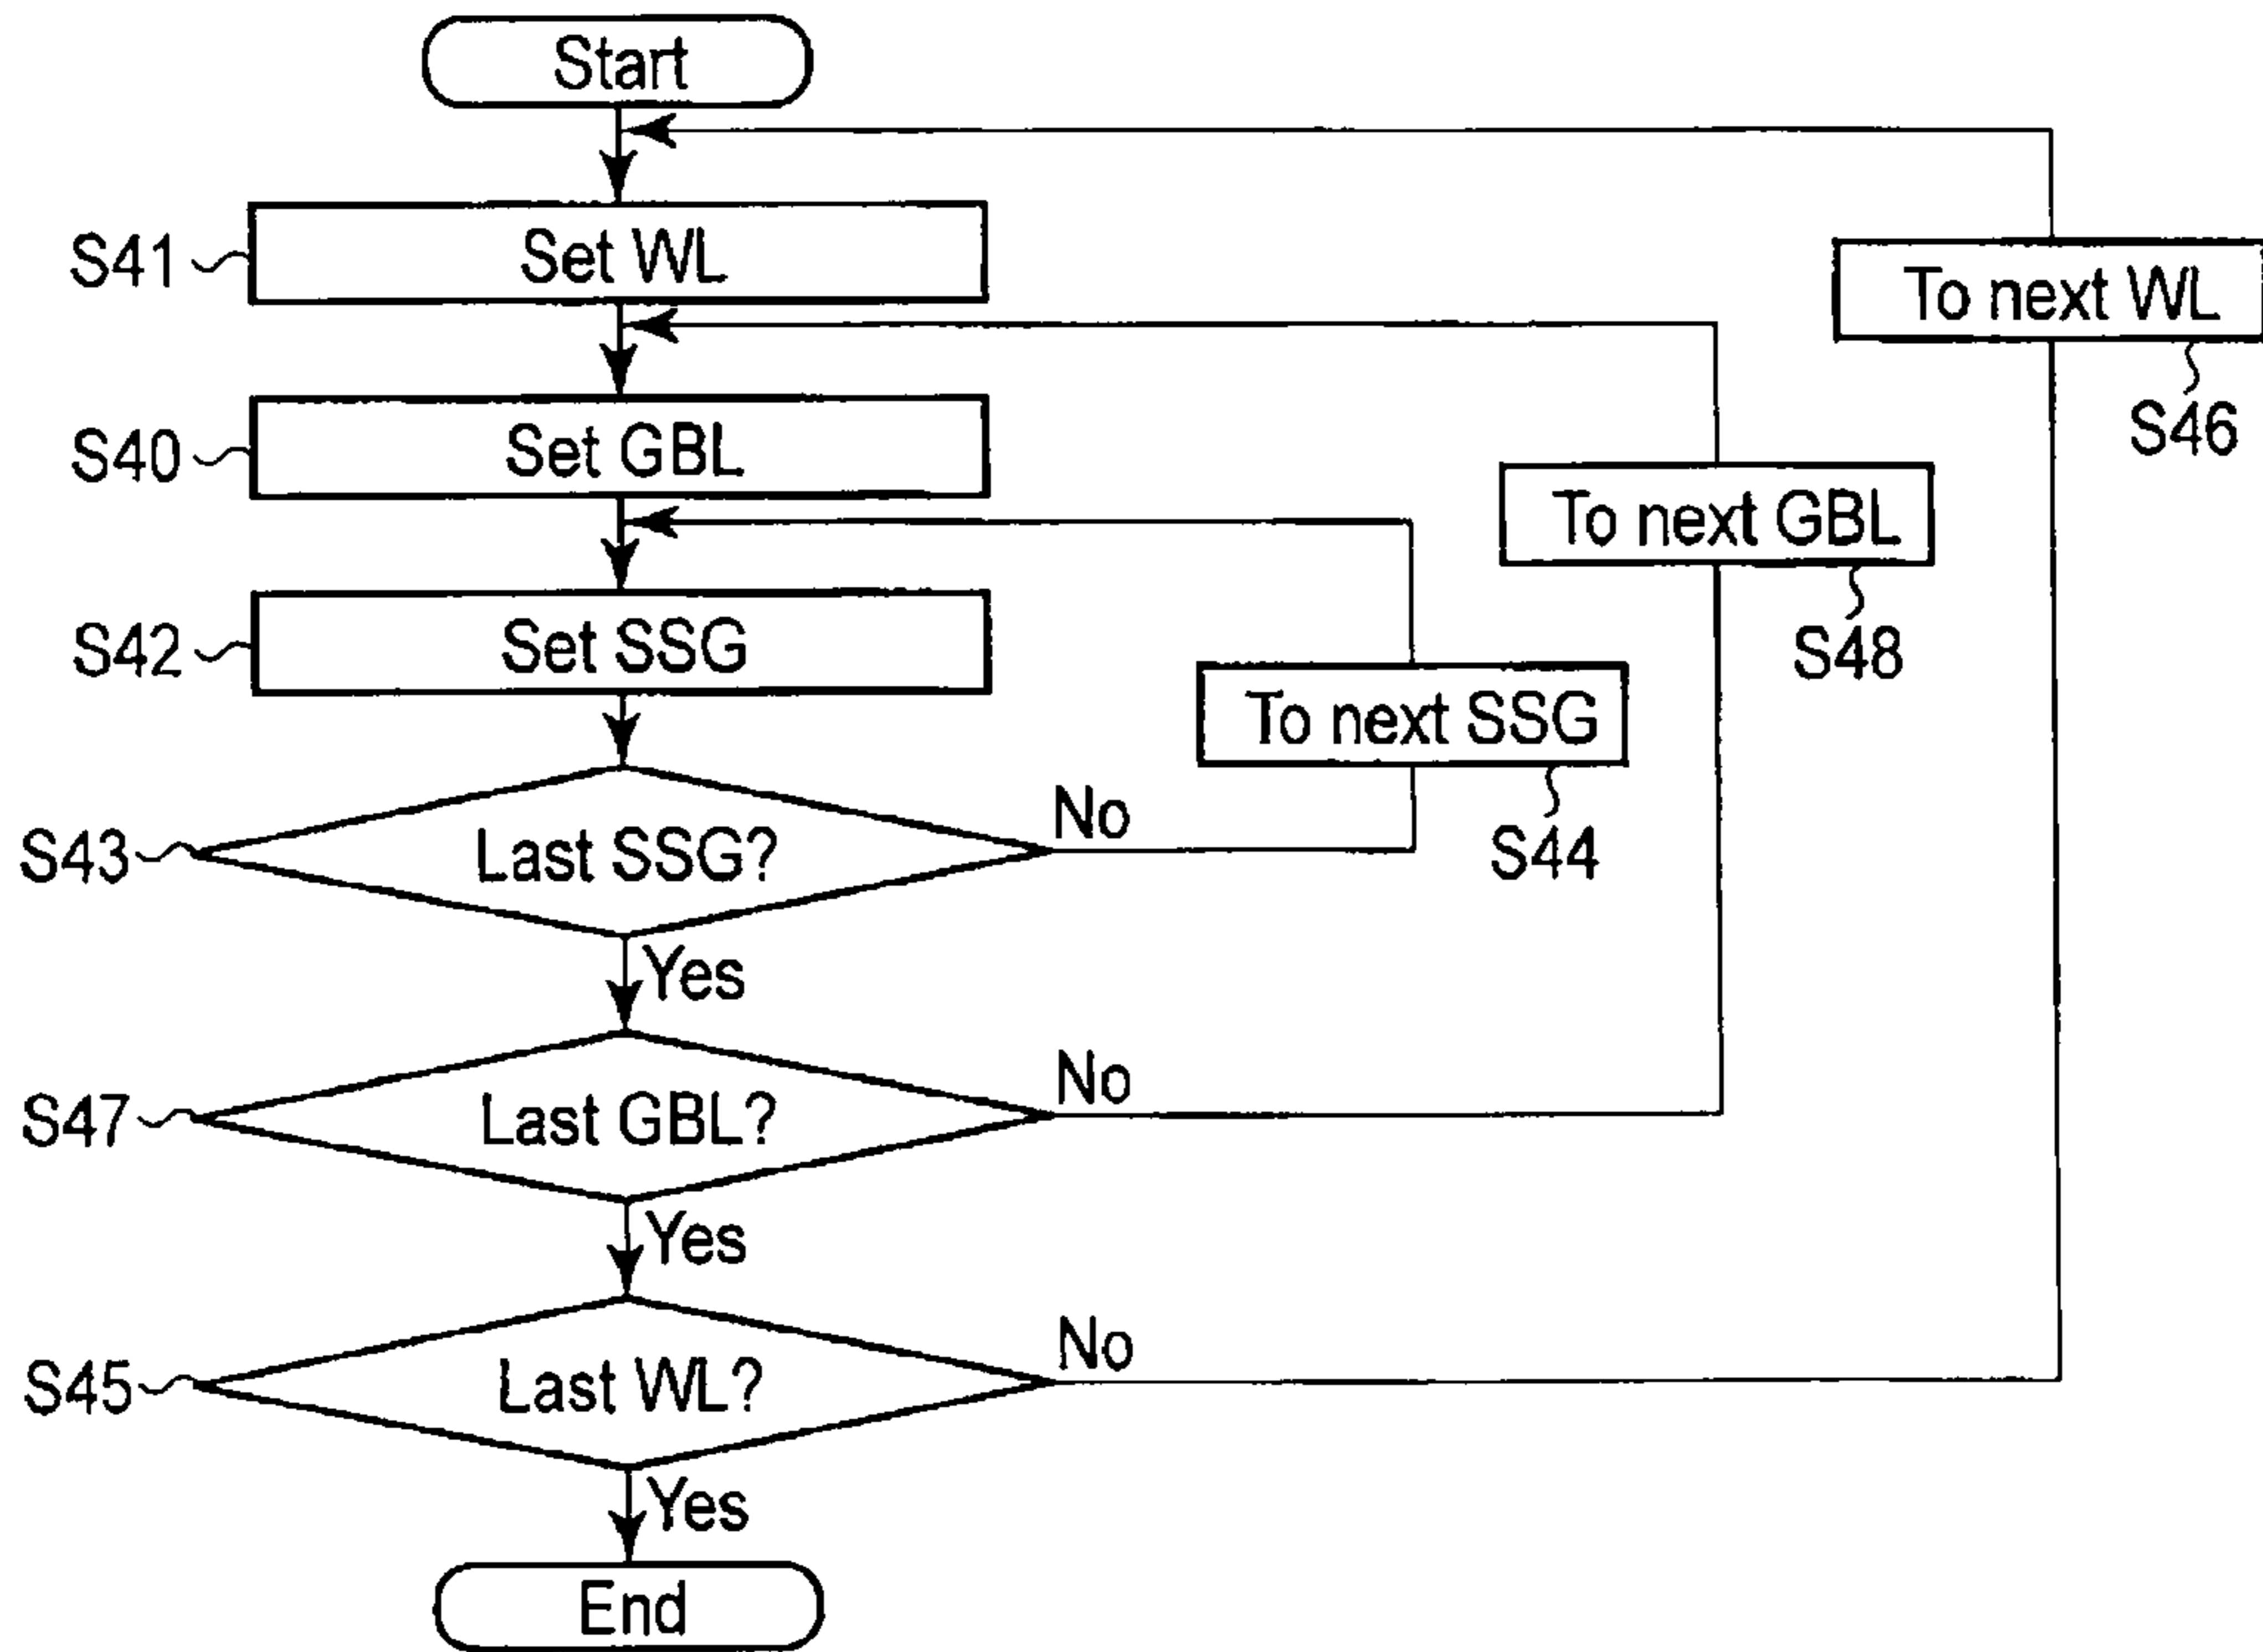 Start
S41
Set WL
To next WL
S46
S40
Set GBL
To next GBL
S48
S42
Set SSG
To next SSG
S44
S43
Last SSG?
No
Yes
S47
Last GBL?
No
Yes
S45
Last WL?
No
Yes
End